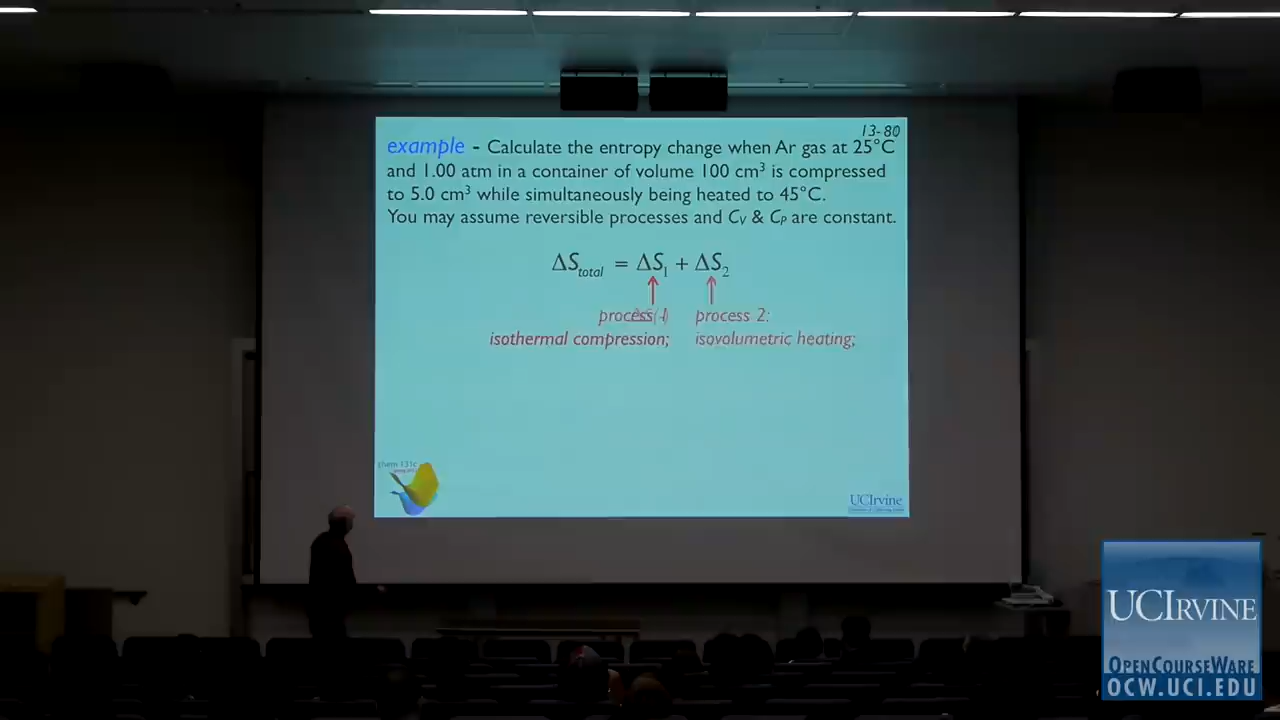 13-80
example - Calculate the entropy change when Ar gas at 25°C
and 1.00 atm in a container of volume 100 cm³ is compressed
to 5.0 cm³ while simultaneously being heated to 45°C.
You may assume reversible processes and Cᵥ & Cₚ are constant.
ΔS_total = ΔS₁ + ΔS₂
process 2:
isothermal compression; isovolumetric heating;
chem 131c
UCIrvine
UCIRVINE
OPENCOURSEWARE
OCW.UCI.EDU